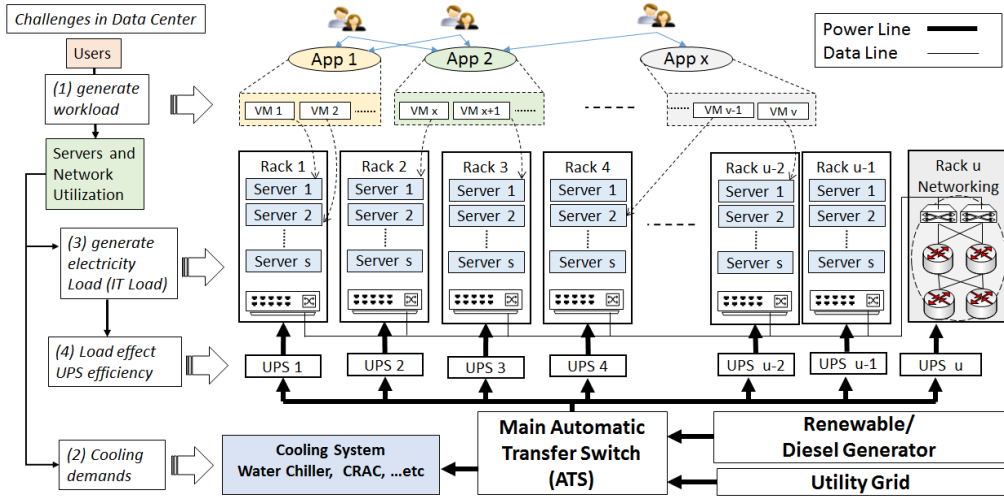 Challenges in Data Center
Users
(1) generate
workload
Servers and
Network
Utilization
(3) generate
electricity
Load (IT Load)
(4) Load effect
UPS efficiency
(2) Cooling
demands
App 1
App 2
App x
Power Line
Data Line
VM 1
VM 2
........
VM x
VM x+1
........
........
VM v-1
VM v
Rack 1
Server 1
Server 2
Server s
Rack 2
Server 1
Server 2
Server s
Rack 3
Server 1
Server 2
Server s
Rack 4
Server 1
Server 2
Server s
Rack u-2
Server 1
Server 2
Server s
Rack u-1
Server 1
Server 2
Server s
Rack u
Networking
UPS 1
UPS 2
UPS 3
UPS 4
UPS u-2
UPS u-1
UPS u
Cooling System
Water Chiller, CRAC, ...etc
Main Automatic
Transfer Switch
(ATS)
Renewable/
Diesel Generator
Utility Grid